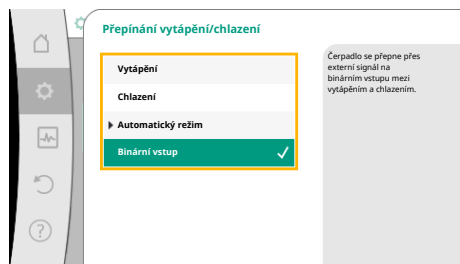 Přepínání vytápění/chlazení
Vytápění
Chlazení
Automatický režim
Binární vstup
Čerpadlo se přepne přes
externí signál na
binárním vstupu mezi
vytápěním a chlazením.
?